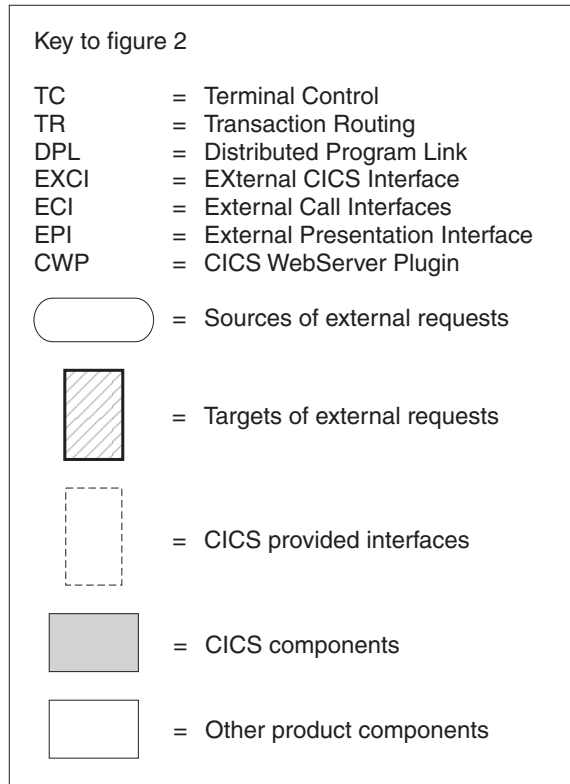 Key to figure 2
TC = Terminal Control
TR = Transaction Routing
DPL = Distributed Program Link
EXCI = EXternal CICS Interface
ECI = External Call Interfaces
EPI = External Presentation Interface
CWP = CICS WebServer Plugin
= Sources of external requests
= Targets of external requests
= CICS provided interfaces
= CICS components
= Other product components